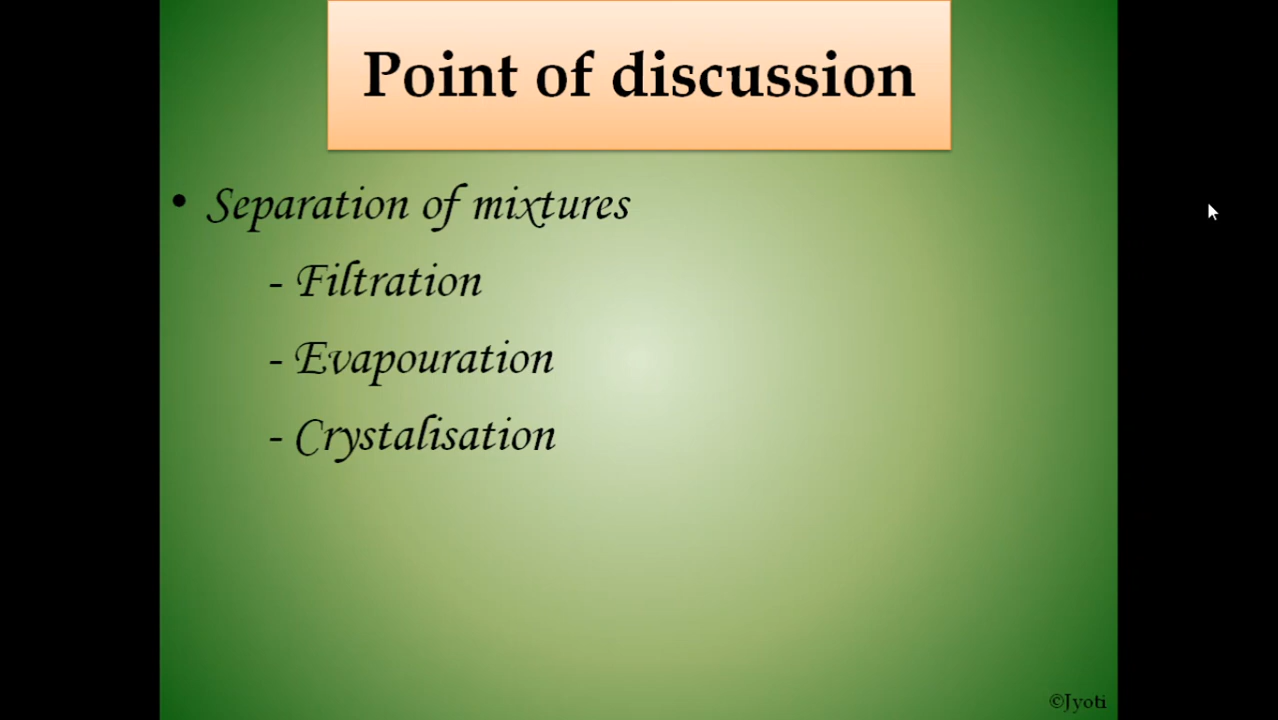 Point of discussion
• Separation of mixtures
- Filtration
- Evapouration
- Crystalisation
©Jyoti